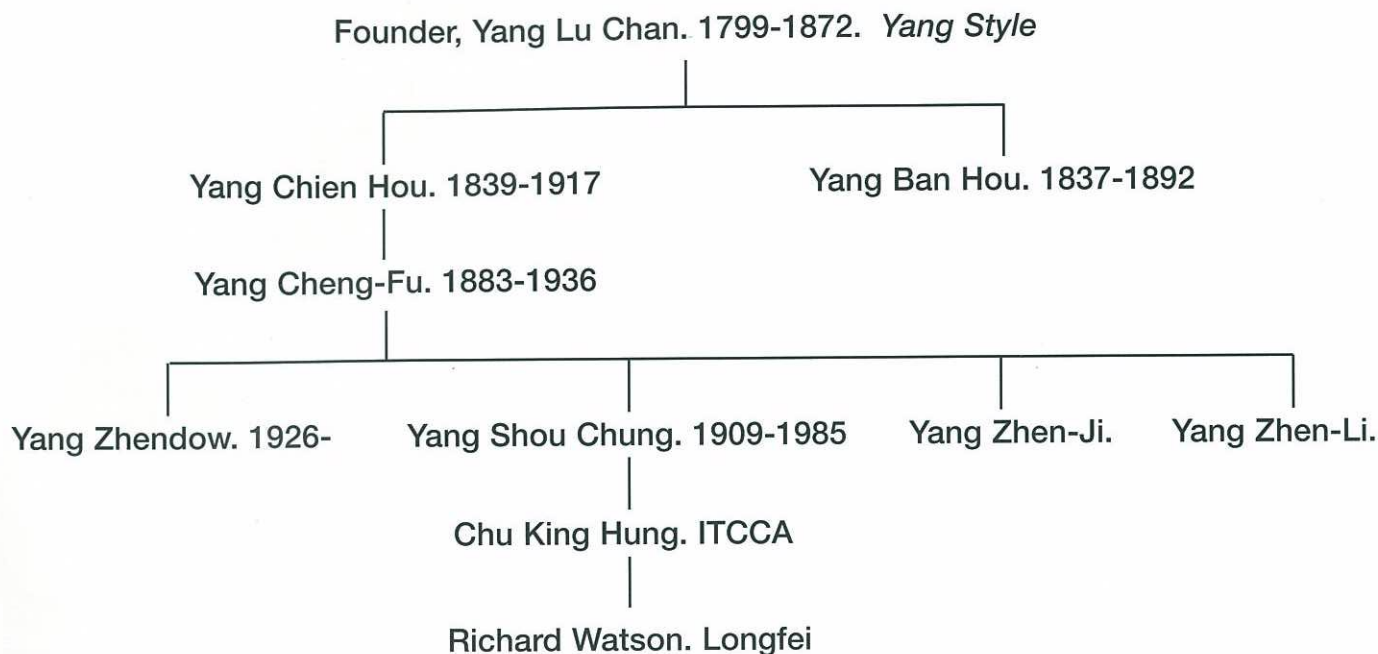 Founder, Yang Lu Chan. 1799-1872. Yang Style
Yang Chien Hou. 1839-1917
Yang Ban Hou. 1837-1892
Yang Cheng-Fu. 1883-1936
Yang Zhendow. 1926-
Yang Shou Chung. 1909-1985
Yang Zhen-Ji.
Yang Zhen-Li.
Chu King Hung. ITCCA
Richard Watson. Longfei